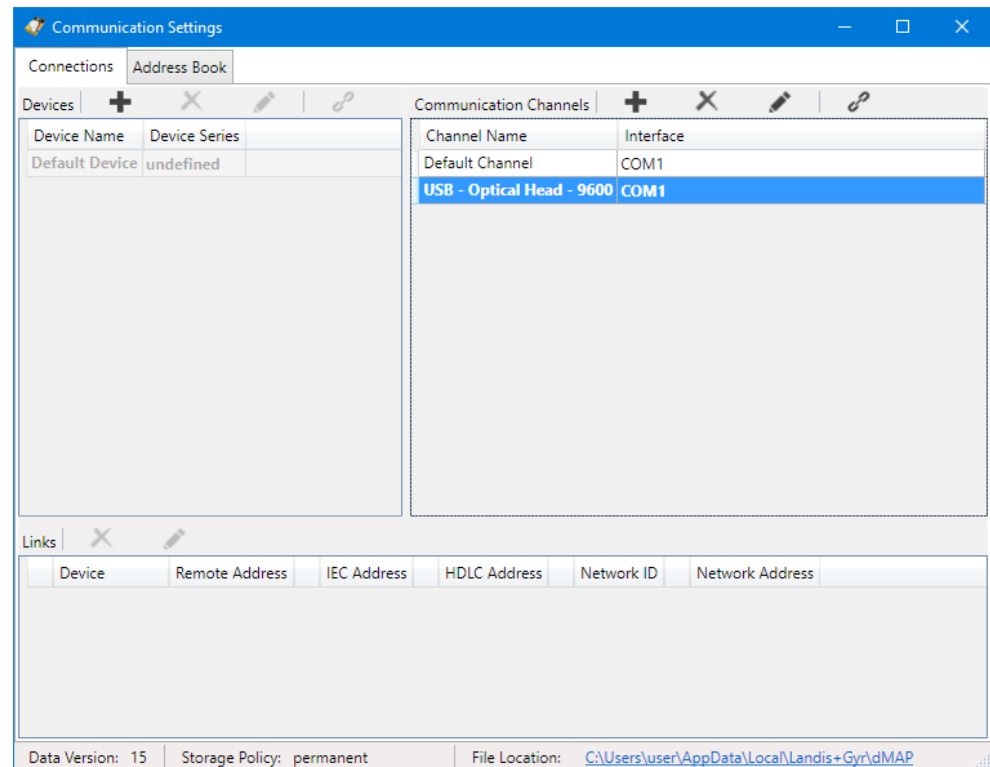 Communication Settings
Connections Address Book
Devices
Device Name Device Series
Default Device undefined
Communication Channels
Channel Name Interface
Default Channel COM1
USB - Optical Head - 9600 COM1
Links
Device Remote Address IEC Address HDLC Address Network ID Network Address
Data Version: 15 Storage Policy: permanent File Location: C:\Users\user\AppData\Local\Landis+Gyr\dMAP